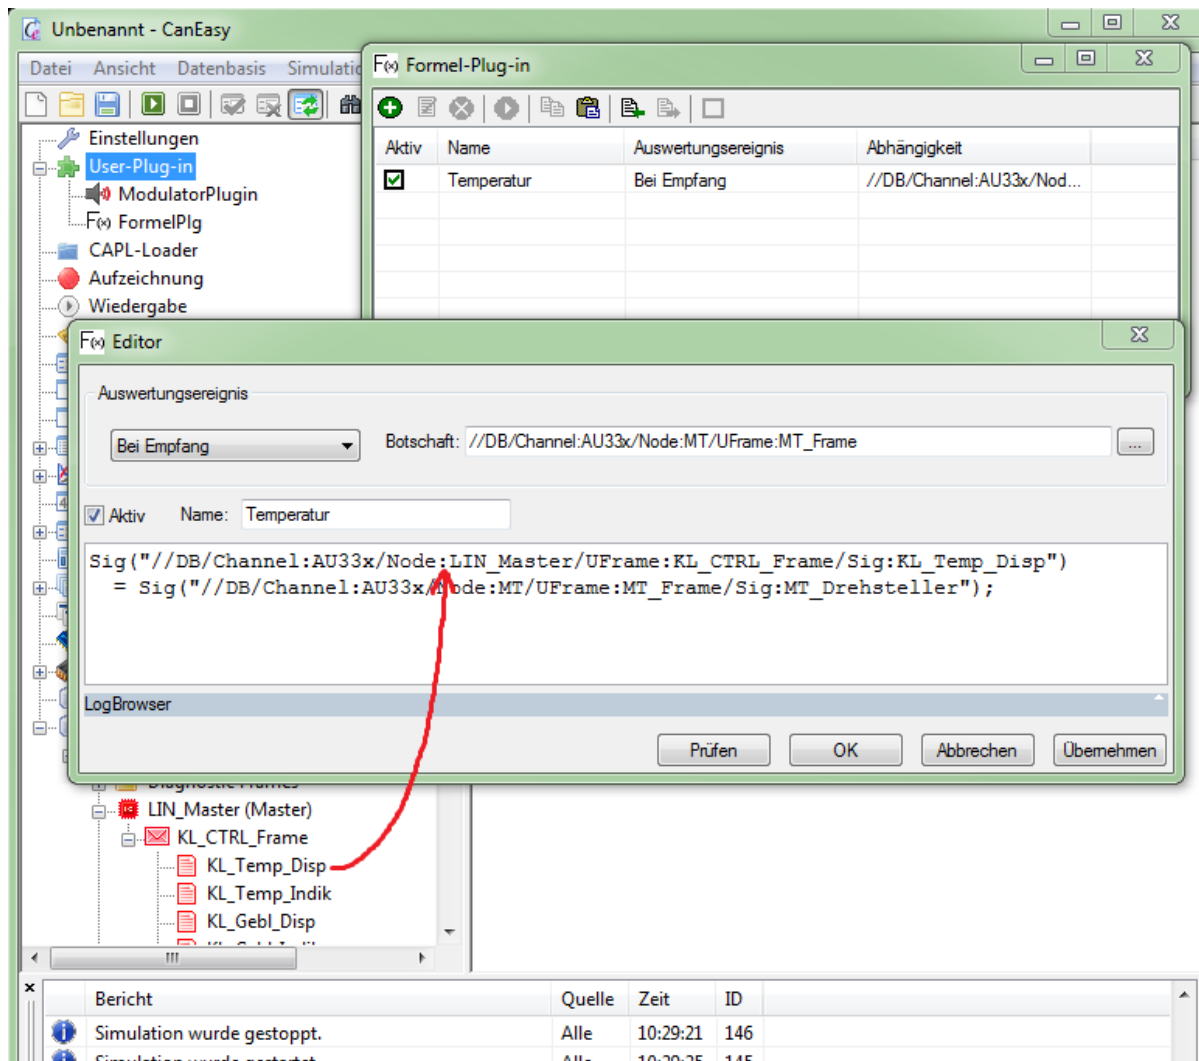 Unbenannt - CanEasy
Datei Ansicht Datenbasis
F(x) Formel-Plug-in
Einstellungen
User-Plug-in
ModulatorPlugin
F(x) FormelPlg
CAPL-Loader
Aufzeichnung
Wiedergabe
Aktiv Name Auswertungsereignis Abhängigkeit
Temperatur Bei Empfang //DB/Channel:AU33x/Nod...
F(x) Editor
Auswertungsereignis
Bei Empfang Botschaft: //DB/Channel:AU33x/Node:MT/UFrame:MT_Frame ...
Aktiv Name: Temperatur
Sig("//DB/Channel:AU33x/Node:LIN_Master/UFrame:KL_CTRL_Frame/Sig:KL_Temp_Disp")
= Sig("//DB/Channel:AU33x/Node:MT/UFrame:MT_Frame/Sig:MT_Drehsteller");
LogBrowser
Prüfen OK Abbrechen Übernehmen
LIN_Master (Master)
KL_CTRL_Frame
KL_Temp_Disp
KL_Temp_Indik
KL_Gebl_Disp
Bericht Quelle Zeit ID
Simulation wurde gestoppt. Alle 10:29:21 146